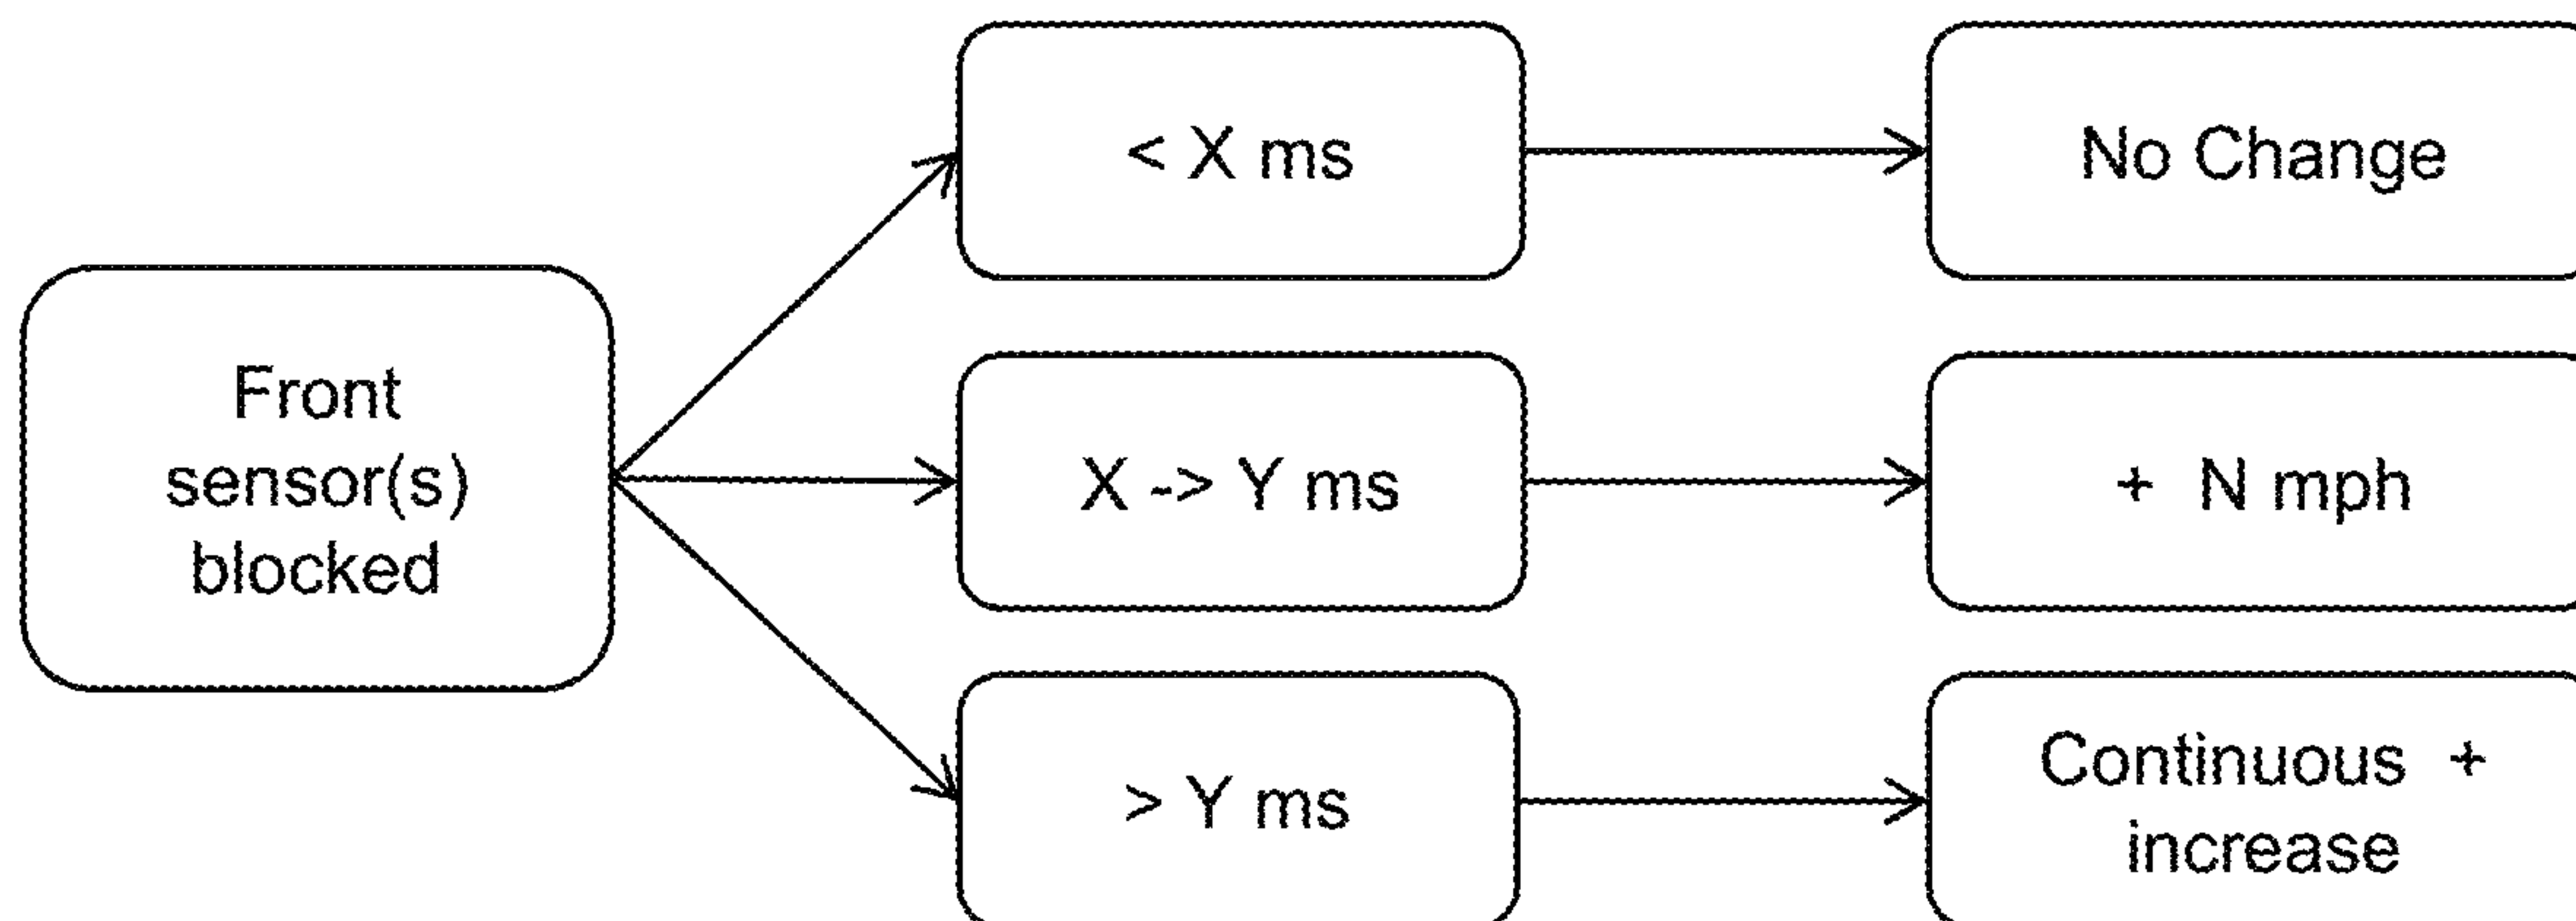 Front
sensor(s)
blocked
< X ms
No Change
X -> Y ms
+ N mph
> Y ms
Continuous +
increase